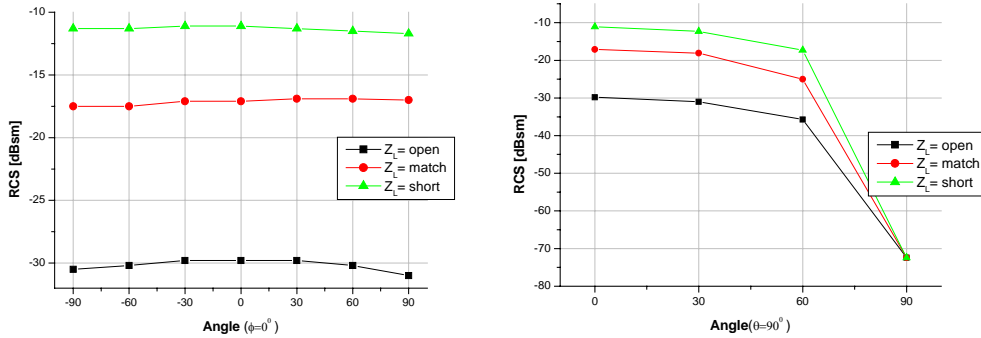 -10
-15
-20
-25
-30
RCS [dBsm]
-90 -60 -30 0 30 60 90
Angle (ϕ=0⁰)
Z_L= open
Z_L= match
Z_L= short
-10
-20
-30
-40
-50
-60
-70
-80
RCS [dBsm]
0 30 60 90
Angle(θ=90⁰)
Z_L= open
Z_L= match
Z_L= short